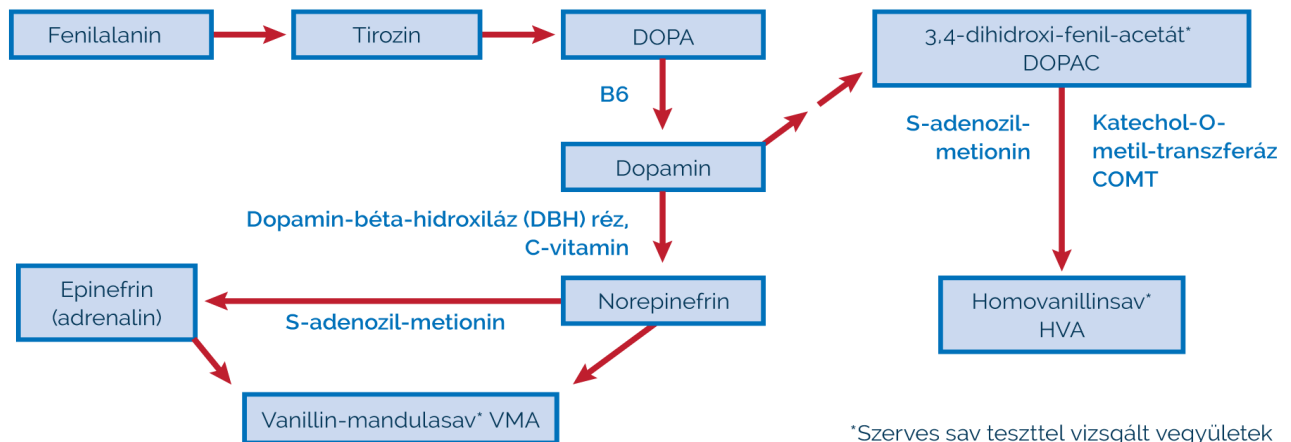 Fenilalanin
Tirozin
DOPA
3,4-dihidroxi-fenil-acetát*
DOPAC
B6
S-adenozil-
metionin
Katechol-O-
metil-transzferáz
COMT
Dopamin
Dopamin-béta-hidroxiláz (DBH) réz,
C-vitamin
Epinefrin
(adrenalin)
S-adenozil-metionin
Norepinefrin
Homovanillinsav*
HVA
Vanillin-mandulasav* VMA
*Szerves sav teszttel vizsgált vegyületek